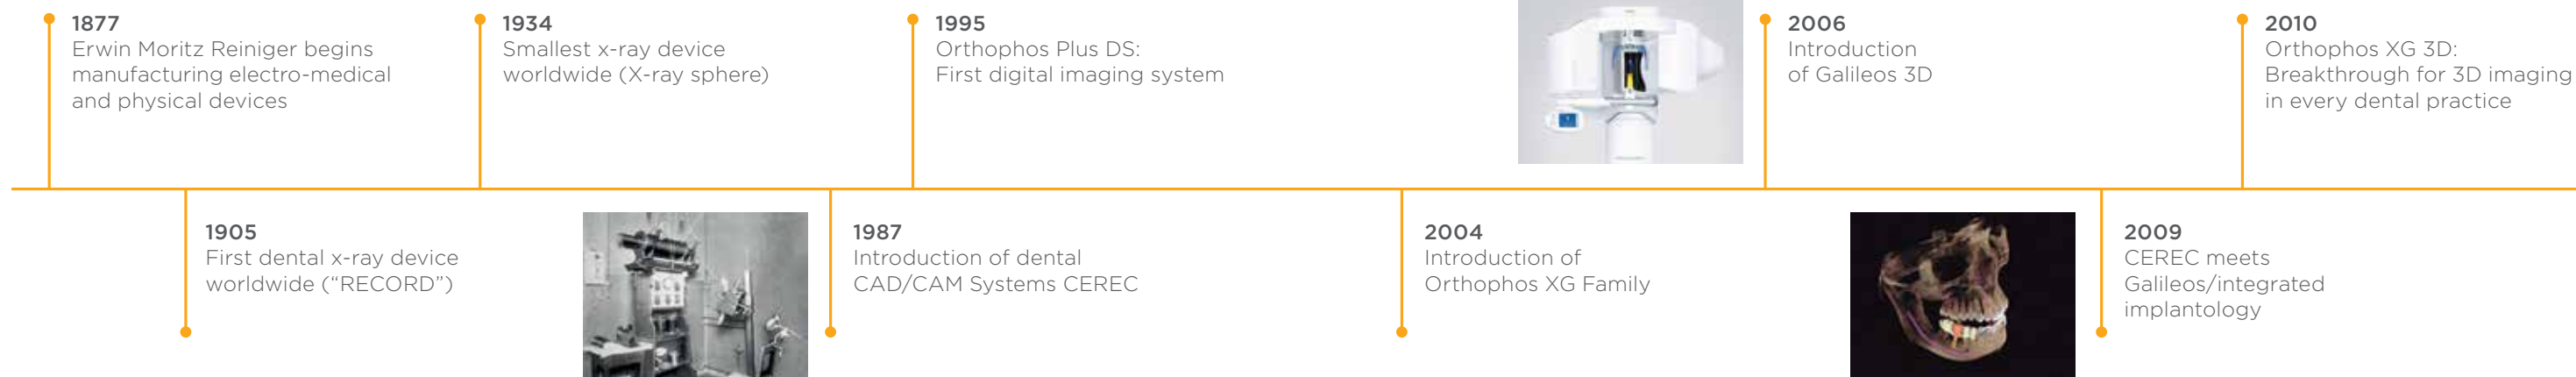 1877
Erwin Moritz Reiniger begins
manufacturing electro-medical
and physical devices
1905
First dental x-ray device
worldwide (“RECORD”)
1934
Smallest x-ray device
worldwide (X-ray sphere)
1987
Introduction of dental
CAD/CAM Systems CEREC
1995
Orthophos Plus DS:
First digital imaging system
2004
Introduction of
Orthophos XG Family
2006
Introduction
of Galileos 3D
2009
CEREC meets
Galileos/integrated
implantology
2010
Orthophos XG 3D:
Breakthrough for 3D imaging
in every dental practice